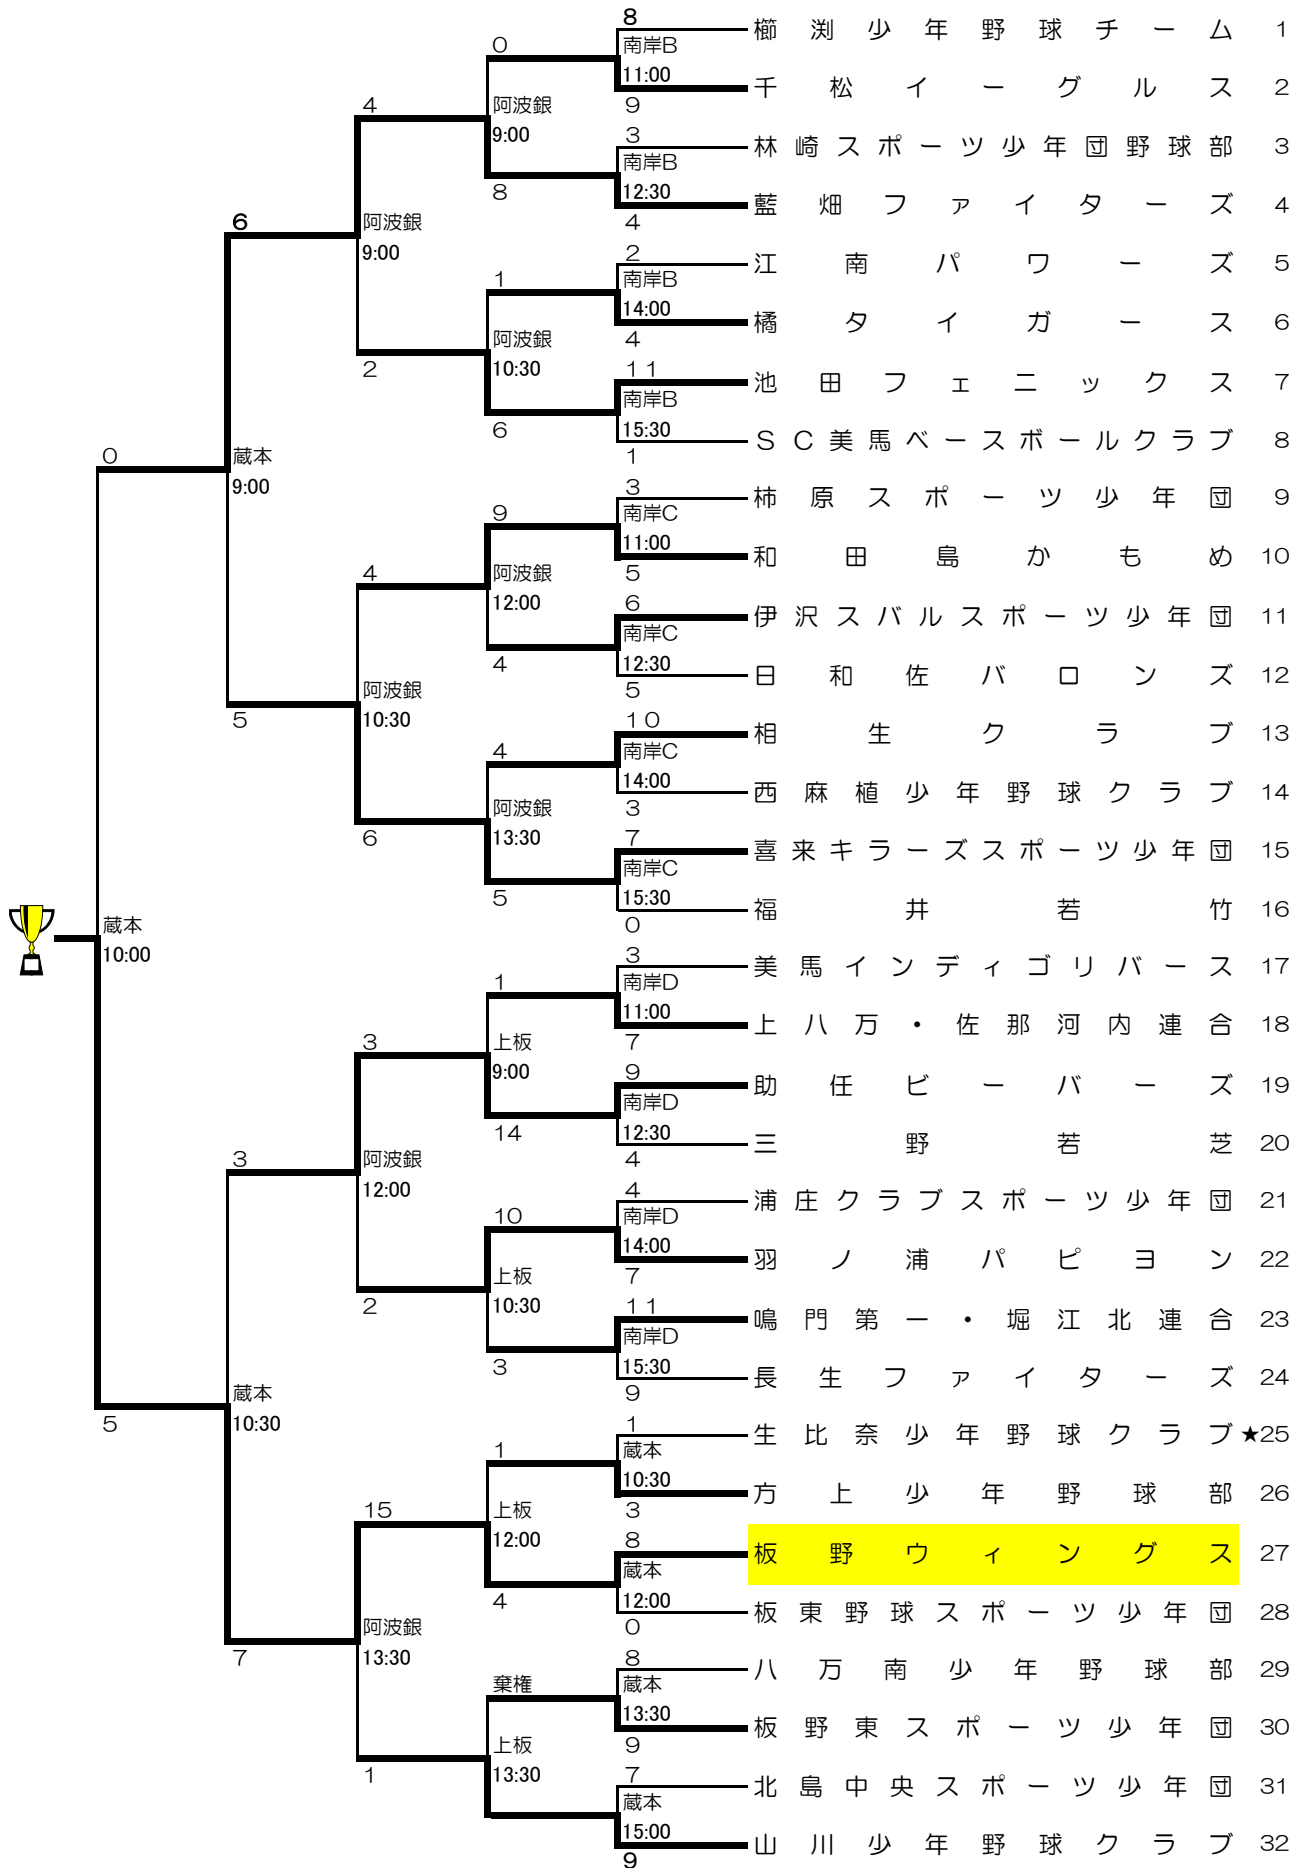 8
櫛渕少年野球チーム 1
0
南岸B
11:00
千松イーグルス 2
9
4
阿波銀
9:00
3
林崎スポーツ少年団野球部 3
南岸B
12:30
8
藍畑ファイターズ 4
4
6
阿波銀
9:00
2
江南パワーズ 5
1
南岸B
14:00
橘タイガース 6
4
阿波銀
10:30
2
11
池田フェニックス 7
南岸B
15:30
6
SC美馬ベースボールクラブ 8
1
0
蔵本
9:00
3
柿原スポーツ少年団 9
9
南岸C
11:00
和田島かもめ 10
5
4
阿波銀
12:00
6
伊沢スバルスポーツ少年団 11
南岸C
12:30
4
日和佐バロンズ 12
5
阿波銀
10:30
5
10
相生クラブ 13
4
南岸C
14:00
西麻植少年野球クラブ 14
3
阿波銀
13:30
6
7
喜来キラーズスポーツ少年団 15
南岸C
15:30
5
福井若竹 16
0
蔵本
10:00
3
美馬インディゴリバース 17
1
南岸D
11:00
上八万・佐那河内連合 18
7
3
上板
9:00
9
助任ビーバーズ 19
南岸D
12:30
14
三野若芝 20
4
3
阿波銀
12:00
4
浦庄クラブスポーツ少年団 21
10
南岸D
14:00
羽ノ浦パピヨン 22
7
上板
10:30
2
11
鳴門第一・堀江北連合 23
南岸D
15:30
3
長生ファイターズ 24
9
蔵本
10:30
5
1
生比奈少年野球クラブ★25
1
蔵本
10:30
方上少年野球部 26
3
15
上板
12:00
8
板野ウィングス 27
蔵本
12:00
4
板東野球スポーツ少年団 28
0
阿波銀
13:30
7
8
八万南少年野球部 29
棄権
蔵本
13:30
板野東スポーツ少年団 30
9
上板
13:30
1
7
北島中央スポーツ少年団 31
蔵本
15:00
山川少年野球クラブ 32
9